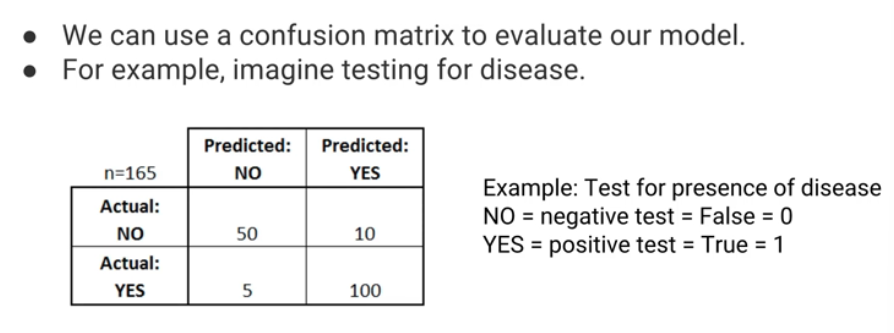 ● We can use a confusion matrix to evaluate our model.
● For example, imagine testing for disease.
n=165 Predicted: NO Predicted: YES
Actual: NO 50 10
Actual: YES 5 100
Example: Test for presence of disease
NO = negative test = False = 0
YES = positive test = True = 1